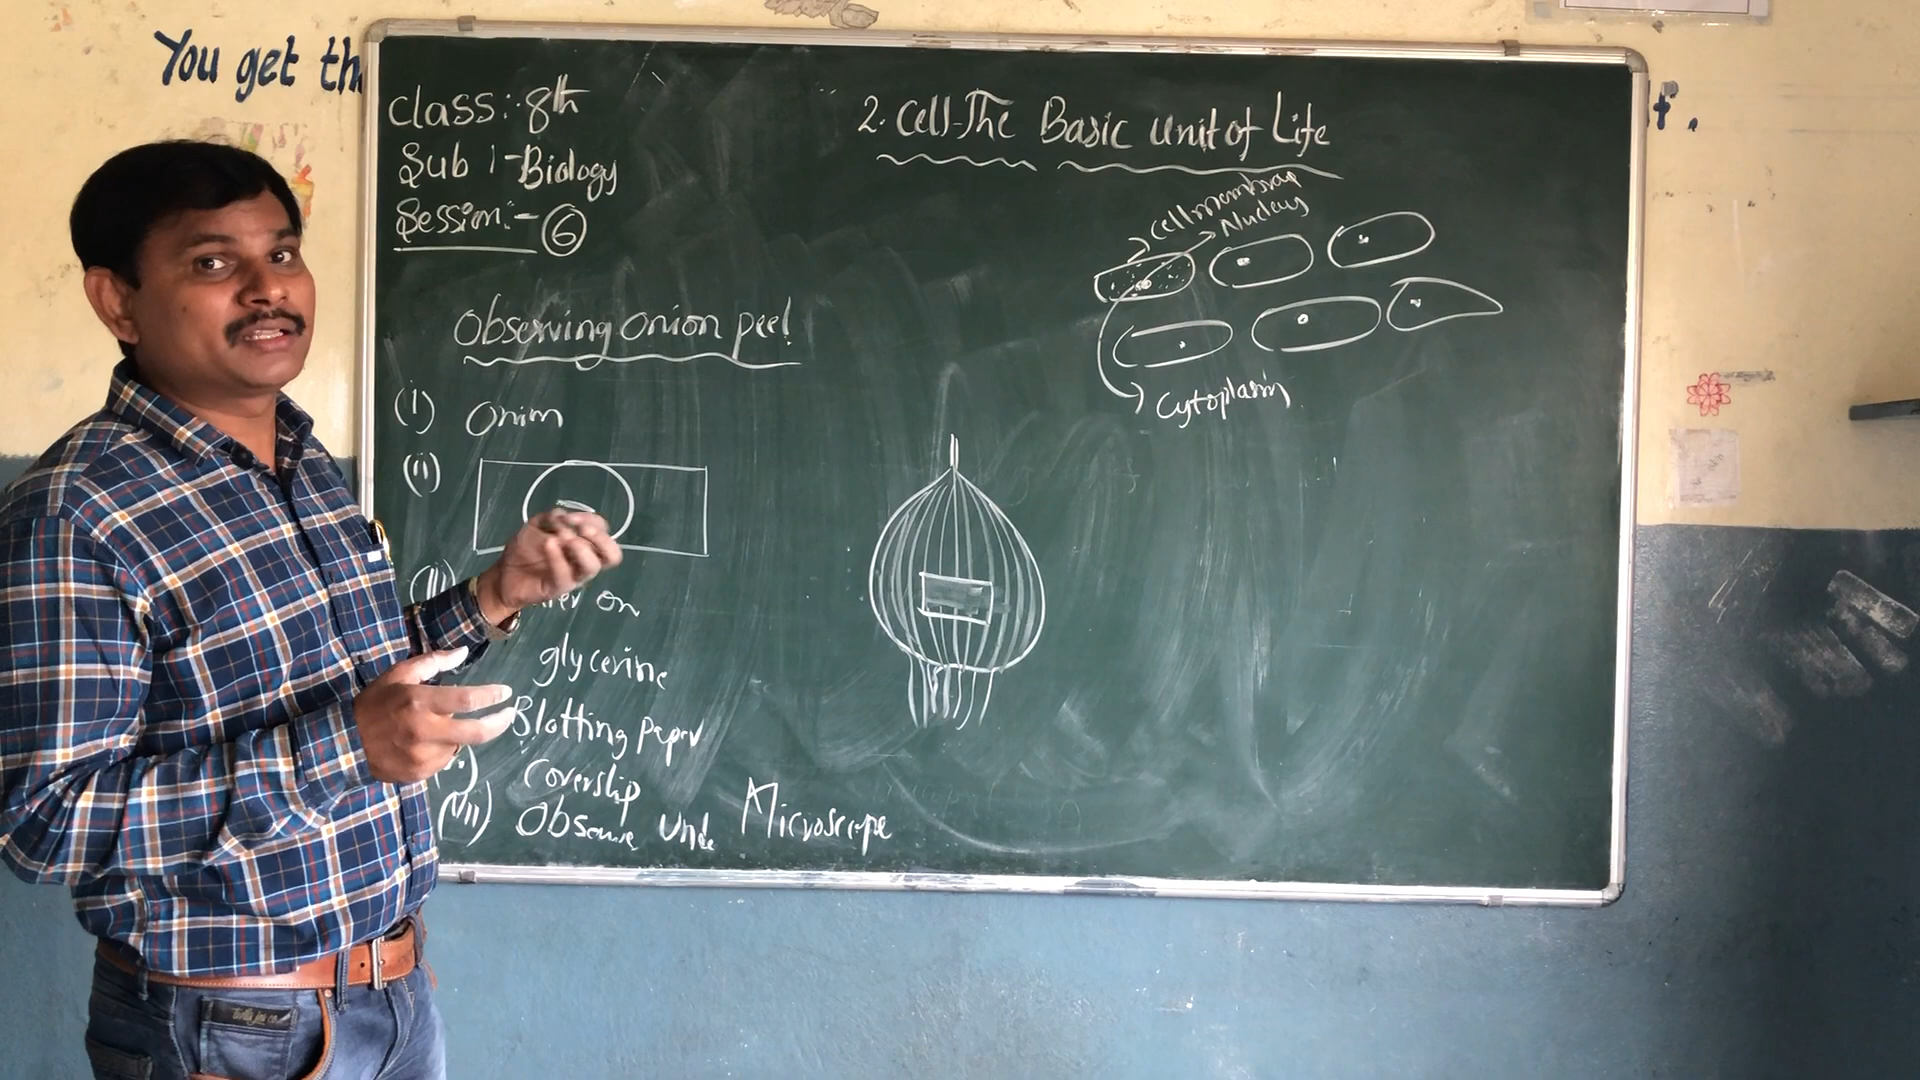 You get th
Class: 8th
Sub :- Biology
Session:- 6
2. Cell-The Basic Unit of Life
Cell membrane
Nucleus
Cytoplasm
Observing onion peel
(i) Onion
(ii)
on
glycerine
Blotting paper
Coverslip
(vii) Observe Unde Microscope